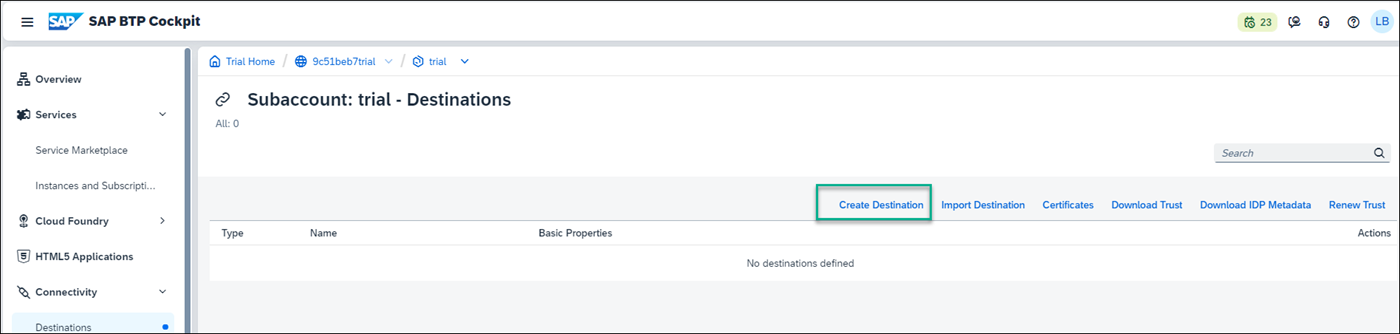 SAP SAP BTP Cockpit 23 LB
Overview
Services
Service Marketplace
Instances and Subscripti...
Cloud Foundry
HTML5 Applications
Connectivity
Destinations
Trial Home / 9c51beb7trial / trial
Subaccount: trial - Destinations
All: 0
Search
Create Destination Import Destination Certificates Download Trust Download IDP Metadata Renew Trust
Type Name Basic Properties Actions
No destinations defined